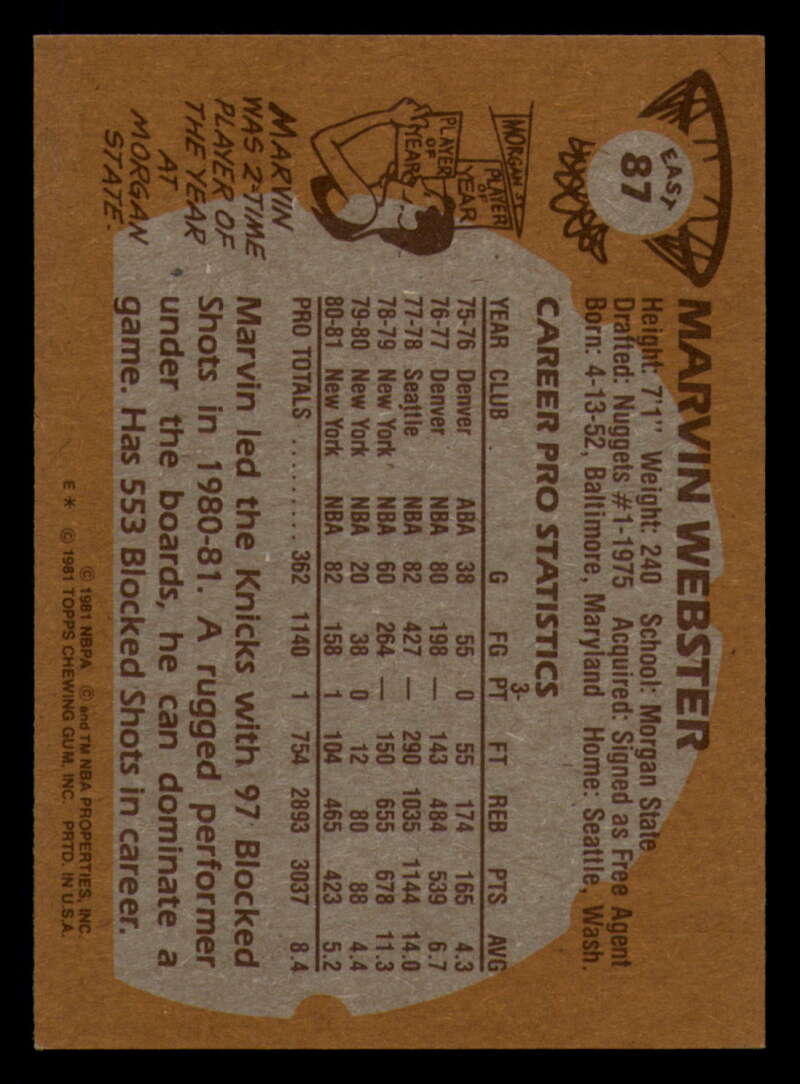 EAST
87
MARVIN WEBSTER
Height: 7'1" Weight: 240 School: Morgan State
Drafted: Nuggets #1-1975 Acquired: Signed as Free Agent
Born: 4-13-52, Baltimore, Maryland Home: Seattle, Wash.
CAREER PRO STATISTICS
YEAR CLUB G FG 3-PT FT REB PTS AVG
75-76 Denver ABA 38 55 0 55 174 165 4.3
76-77 Denver NBA 80 198 — 143 484 539 6.7
77-78 Seattle NBA 82 427 — 290 1035 1144 14.0
78-79 New York NBA 60 264 — 150 655 678 11.3
79-80 New York NBA 20 38 0 12 80 88 4.4
80-81 New York NBA 82 158 1 104 465 423 5.2
PRO TOTALS ......... 362 1140 1 754 2893 3037 8.4
MORGAN ST
PLAYER
OF
YEAR
PLAYER
OF
YEAR
MARVIN
WAS 2-TIME
PLAYER OF
THE YEAR
AT
MORGAN
STATE.
Marvin led the Knicks with 97 Blocked
Shots in 1980-81. A rugged performer
under the boards, he can dominate a
game. Has 553 Blocked Shots in career.
© 1981 NBPA © and TM NBA PROPERTIES, INC.
E* © 1981 TOPPS CHEWING GUM, INC. PRTD. IN U.S.A.